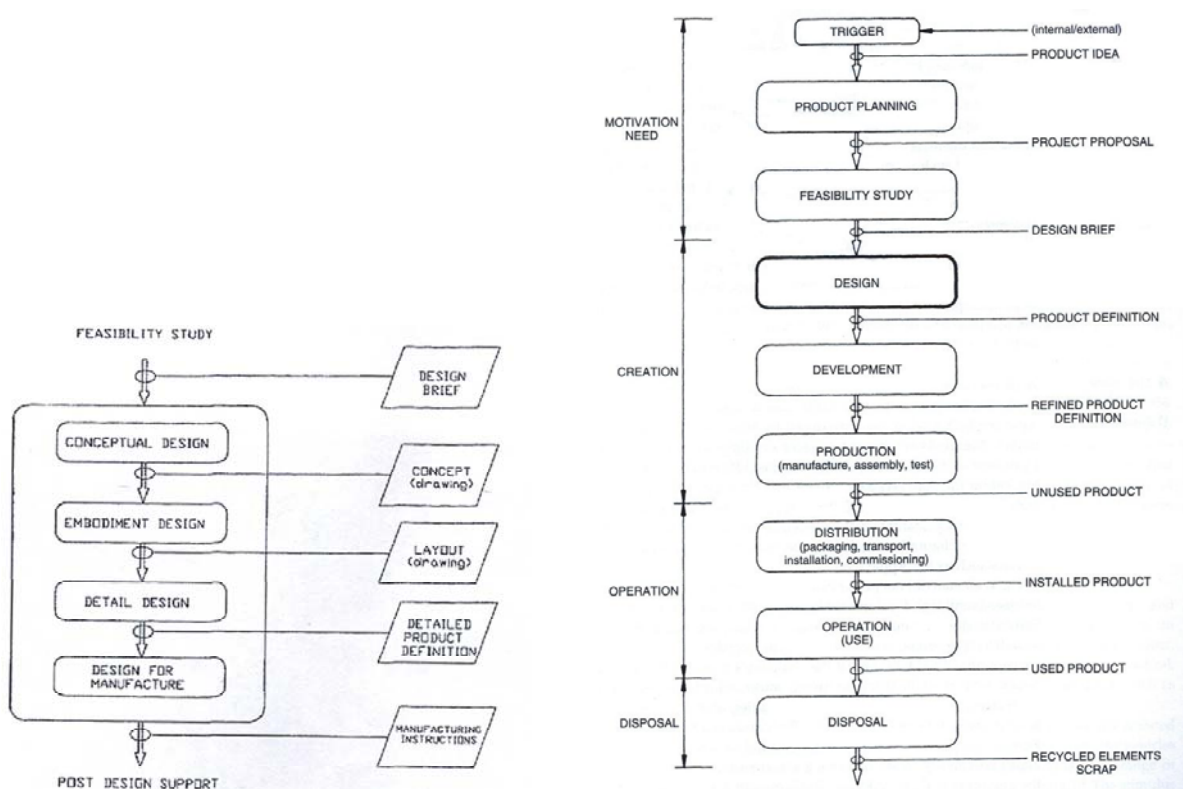 FEASIBILITY STUDY
DESIGN
BRIEF
CONCEPTUAL DESIGN
CONCEPT
(drawing)
EMBODIMENT DESIGN
LAYOUT
(drawing)
DETAIL DESIGN
DETAILED
PRODUCT
DEFINITION
DESIGN FOR
MANUFACTURE
MANUFACTURING
INSTRUCTIONS
POST DESIGN SUPPORT
TRIGGER
(internal/external)
PRODUCT IDEA
PRODUCT PLANNING
MOTIVATION
NEED
PROJECT PROPOSAL
FEASIBILITY STUDY
DESIGN BRIEF
DESIGN
PRODUCT DEFINITION
CREATION
DEVELOPMENT
REFINED PRODUCT
DEFINITION
PRODUCTION
(manufacture, assembly, test)
UNUSED PRODUCT
DISTRIBUTION
(packaging, transport,
installation, commissioning)
OPERATION
INSTALLED PRODUCT
OPERATION
(USE)
USED PRODUCT
DISPOSAL
DISPOSAL
RECYCLED ELEMENTS
SCRAP